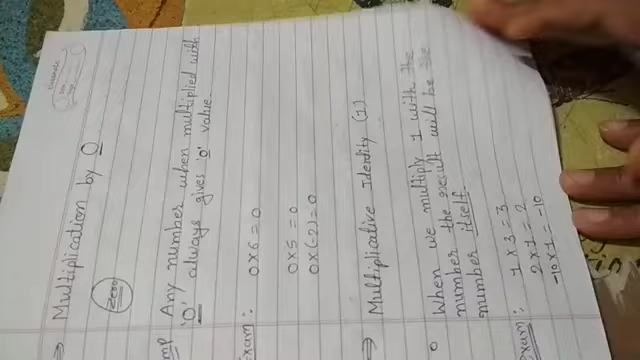 ⇒ Multiplication by 0
Zero
Imp Any number when multiplied with
'0' always gives '0' value.
Exam:
0 x 6 = 0
0 x 5 = 0
0 x (-2) = 0
⇒ Multiplicative Identity (1)
When we multiply 1 with the
number the result will be the
number itself.
Exam: 1 x 3 = 3
2 x 1 = 2
-10 x 1 = -10